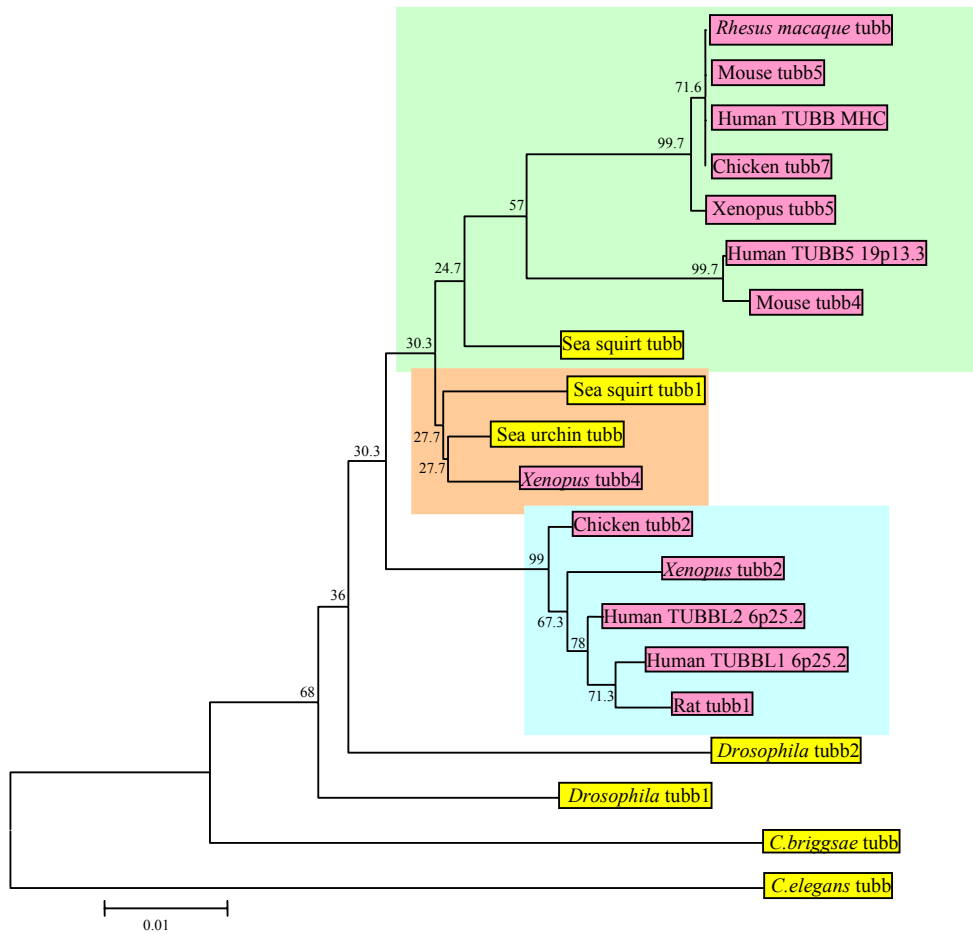 Rhesus macaque tubb
Mouse tubb5
71.6
Human TUBB MHC
99.7
Chicken tubb7
57
Xenopus tubb5
Human TUBB5 19p13.3
24.7
99.7
Mouse tubb4
30.3
Sea squirt tubb
Sea squirt tubb1
27.7
Sea urchin tubb
30.3
27.7
Xenopus tubb4
Chicken tubb2
99
Xenopus tubb2
36
67.3
Human TUBBL2 6p25.2
78
Human TUBBL1 6p25.2
68
71.3
Rat tubb1
Drosophila tubb2
Drosophila tubb1
C.briggsae tubb
C.elegans tubb
0.01